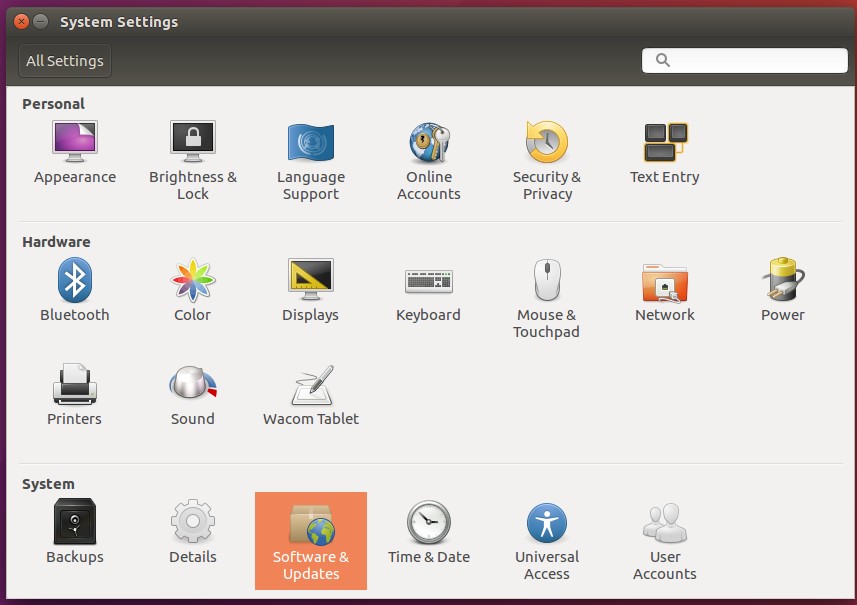 System Settings
All Settings
Personal
Appearance
Brightness &
Lock
Language
Support
Online
Accounts
Security &
Privacy
Text Entry
Hardware
Bluetooth
Color
Displays
Keyboard
Mouse &
Touchpad
Network
Power
Printers
Sound
Wacom Tablet
System
Backups
Details
Software &
Updates
Time & Date
Universal
Access
User
Accounts